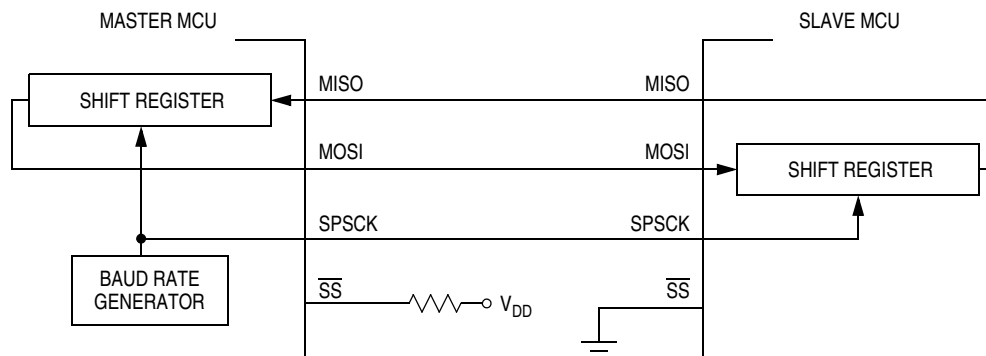 MASTER MCU
SLAVE MCU
SHIFT REGISTER
MISO
MISO
MOSI
MOSI
SHIFT REGISTER
SPSCK
SPSCK
BAUD RATE
GENERATOR
SS
VDD
SS